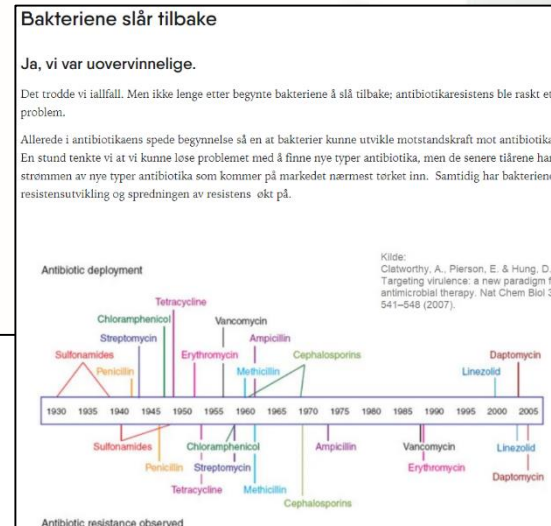 Bakteriene slår tilbake
Ja, vi var uovervinnelige.
Det trodde vi iallfall. Men ikke lenge etter begynte bakteriene å slå tilbake; antibiotikaresistens ble raskt et
problem.
Allerede i antibiotikaens spede begynnelse så en at bakterier kunne utvikle motstandskraft mot antibiotika
En stund tenkte vi at vi kunne løse problemet med å finne nye typer antibiotika, men de senere tiårene har
strømmen av nye typer antibiotika som kommer på markedet nærmest tørket inn. Samtidig har bakteriene
resistensutvikling og spredningen av resistens økt på.
Kilde:
Clatworthy, A., Pierson, E. & Hung, D.
Targeting virulence: a new paradigm f
antimicrobial therapy. Nat Chem Biol 3
541–548 (2007).
Antibiotic deployment
Tetracycline
Chloramphenicol Vancomycin
Streptomycin Ampicillin
Sulfonamides Erythromycin Cephalosporins Daptomycin
Penicillin Methicillin Linezolid
1930 1935 1940 1945 1950 1955 1960 1965 1970 1975 1980 1985 1990 1995 2000 2005
Sulfonamides Chloramphenicol Ampicillin Vancomycin Linezolid
Penicillin Streptomycin Erythromycin
Tetracycline Methicillin Daptomycin
Cephalosporins
Antibiotic resistance observed